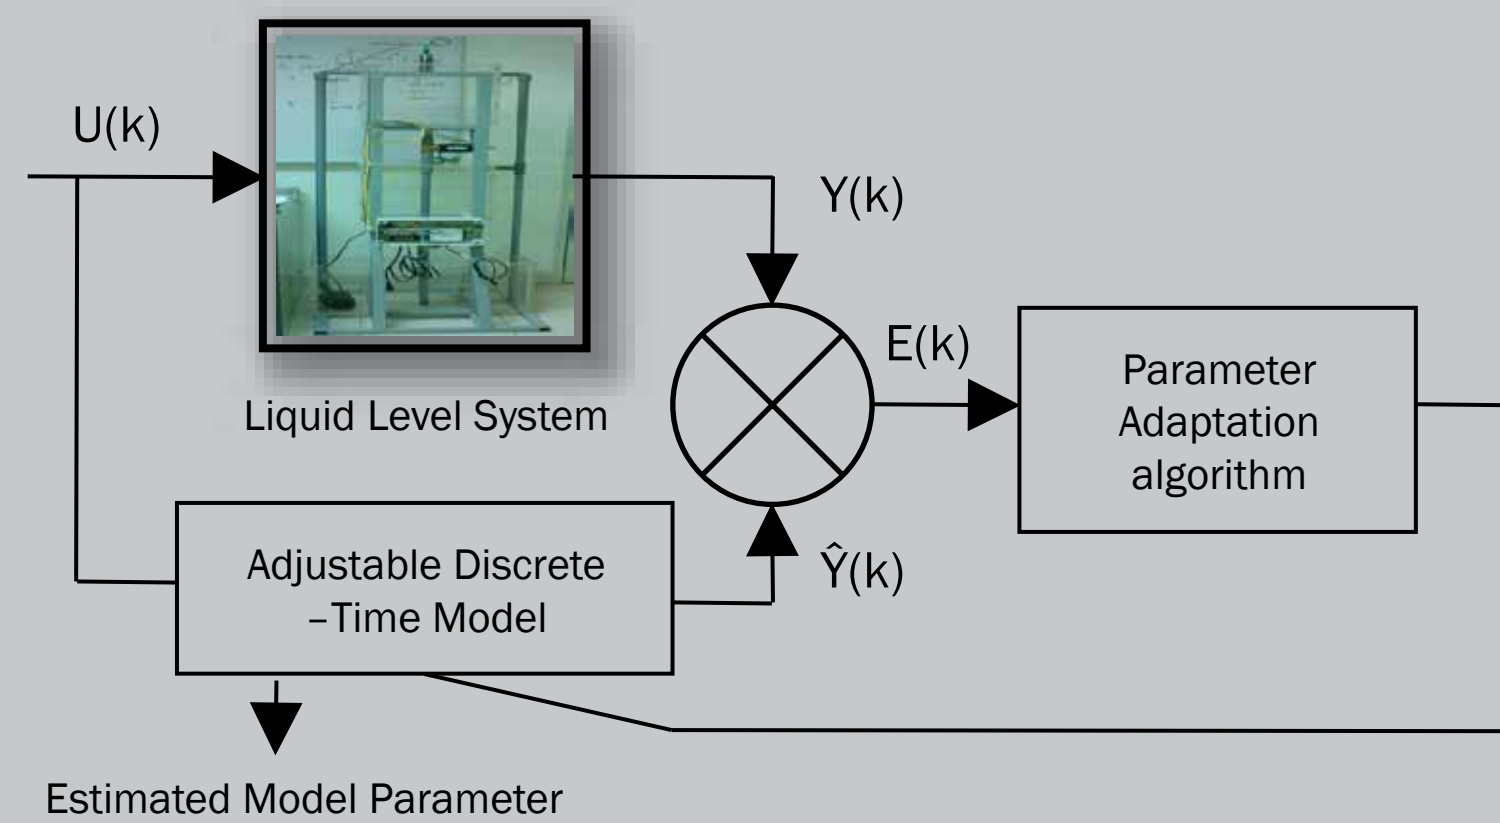 U(k)
Y(k)
E(k)
Parameter
Adaptation
algorithm
Liquid Level System
Adjustable Discrete
–Time Model
Ŷ(k)
Estimated Model Parameter